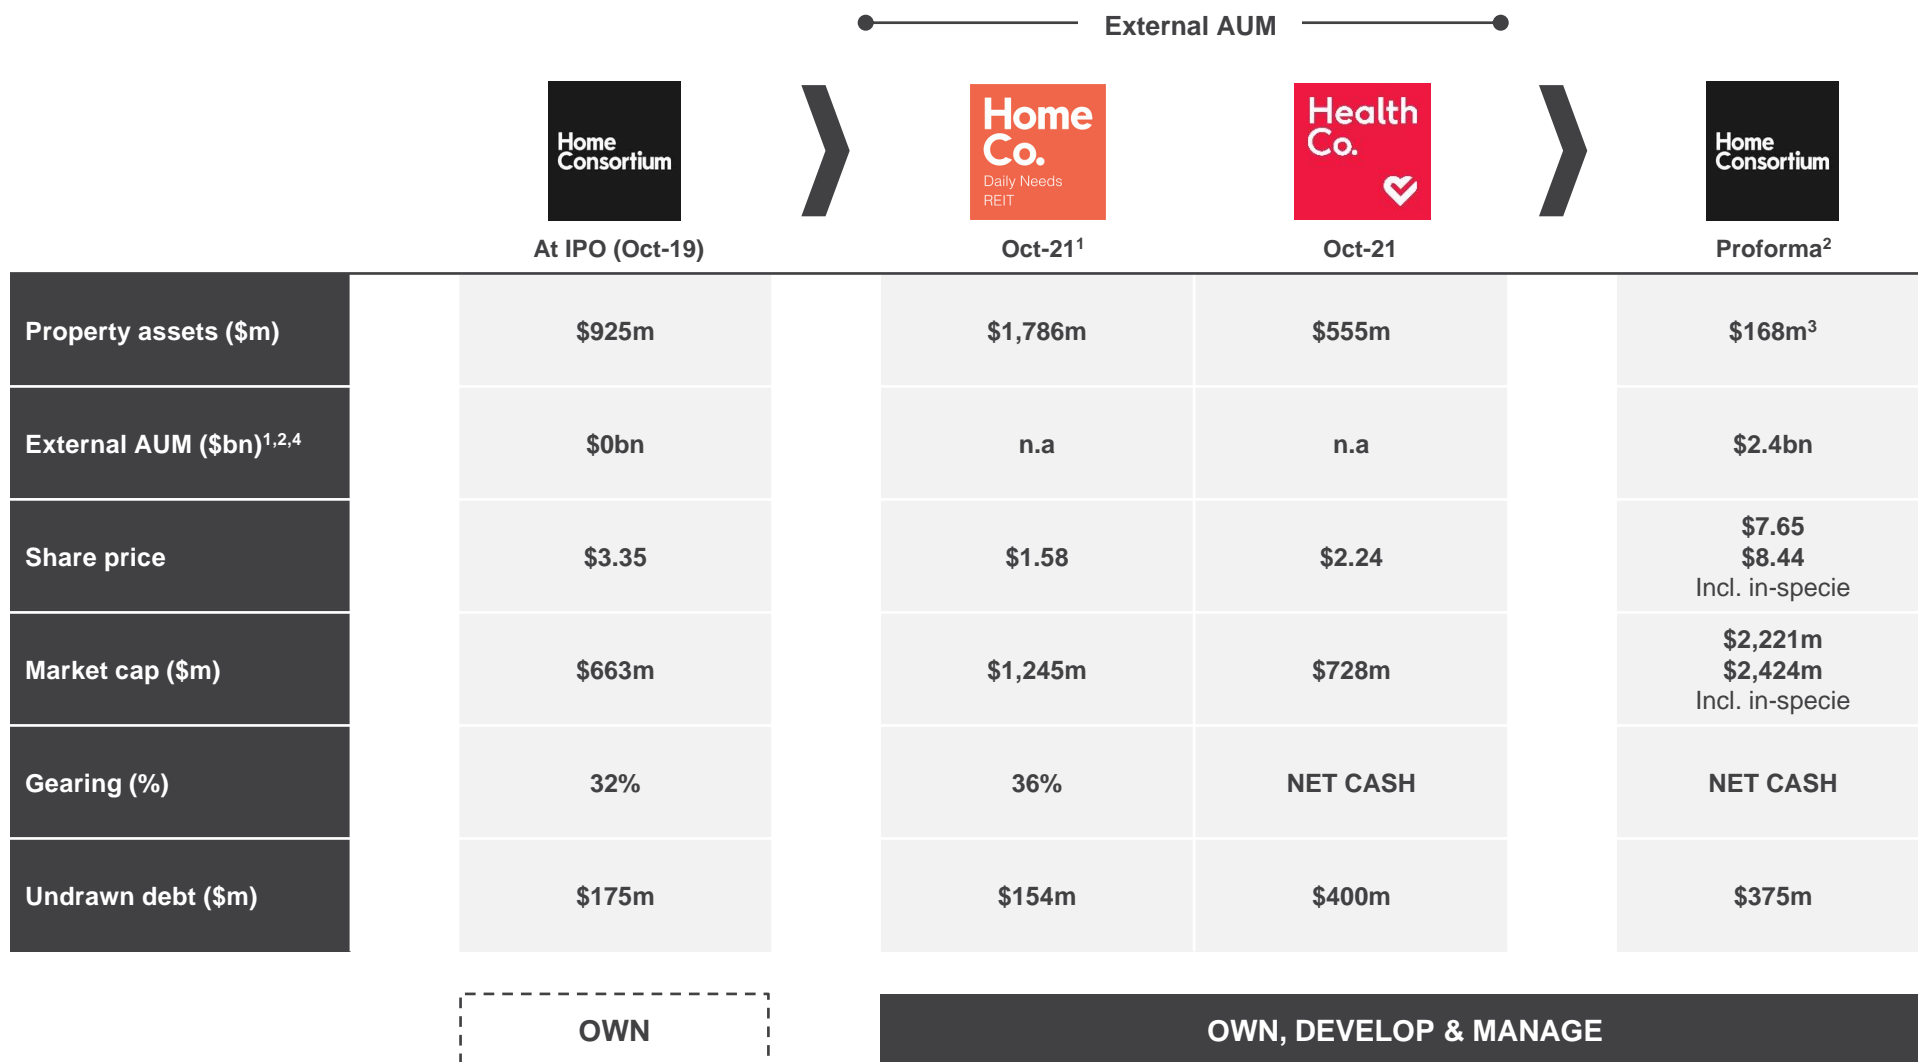 External AUM
Home
Consortium
Home
Co.
Daily Needs
REIT
Health
Co.
Home
Consortium
At IPO (Oct-19)
Oct-21¹
Oct-21
Proforma²
Property assets ($m)
$925m
$1,786m
$555m
$168m³
External AUM ($bn)¹,²,⁴
$0bn
n.a
n.a
$2.4bn
Share price
$3.35
$1.58
$2.24
$7.65
$8.44
Incl. in-specie
Market cap ($m)
$663m
$1,245m
$728m
$2,221m
$2,424m
Incl. in-specie
Gearing (%)
32%
36%
NET CASH
NET CASH
Undrawn debt ($m)
$175m
$154m
$400m
$375m
OWN
OWN, DEVELOP & MANAGE